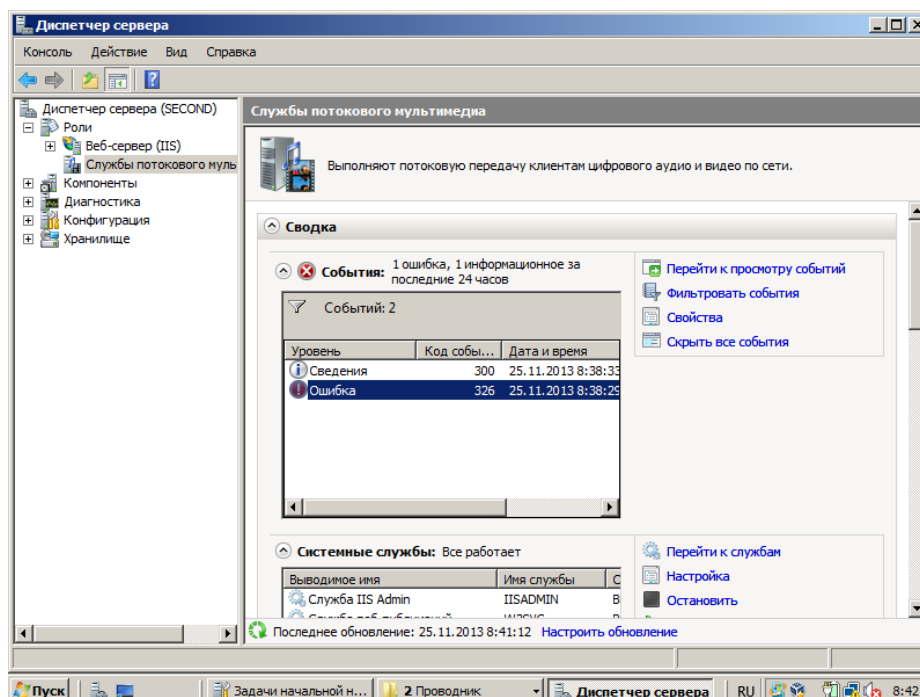 Диспетчер сервера
Консоль Действие Вид Справка
Диспетчер сервера (SECOND)
Роли
Веб-сервер (IIS)
Службы потокового муль
Компоненты
Диагностика
Конфигурация
Хранилище
Службы потокового мультимедиа
Выполняют потоковую передачу клиентам цифрового аудио и видео по сети.
Сводка
События: 1 ошибка, 1 информационное за
последние 24 часов
Событий: 2
Уровень Код собы... Дата и время
Сведения 300 25.11.2013 8:38:33
Ошибка 326 25.11.2013 8:38:29
Перейти к просмотру событий
Фильтровать события
Свойства
Скрыть все события
Системные службы: Все работает
Выводимое имя Имя службы С
Служба IIS Admin IISADMIN В
Перейти к службам
Настройка
Остановить
Последнее обновление: 25.11.2013 8:41:12 Настроить обновление
Пуск Задачи начальной н... 2 Проводник Диспетчер сервера RU 8:42